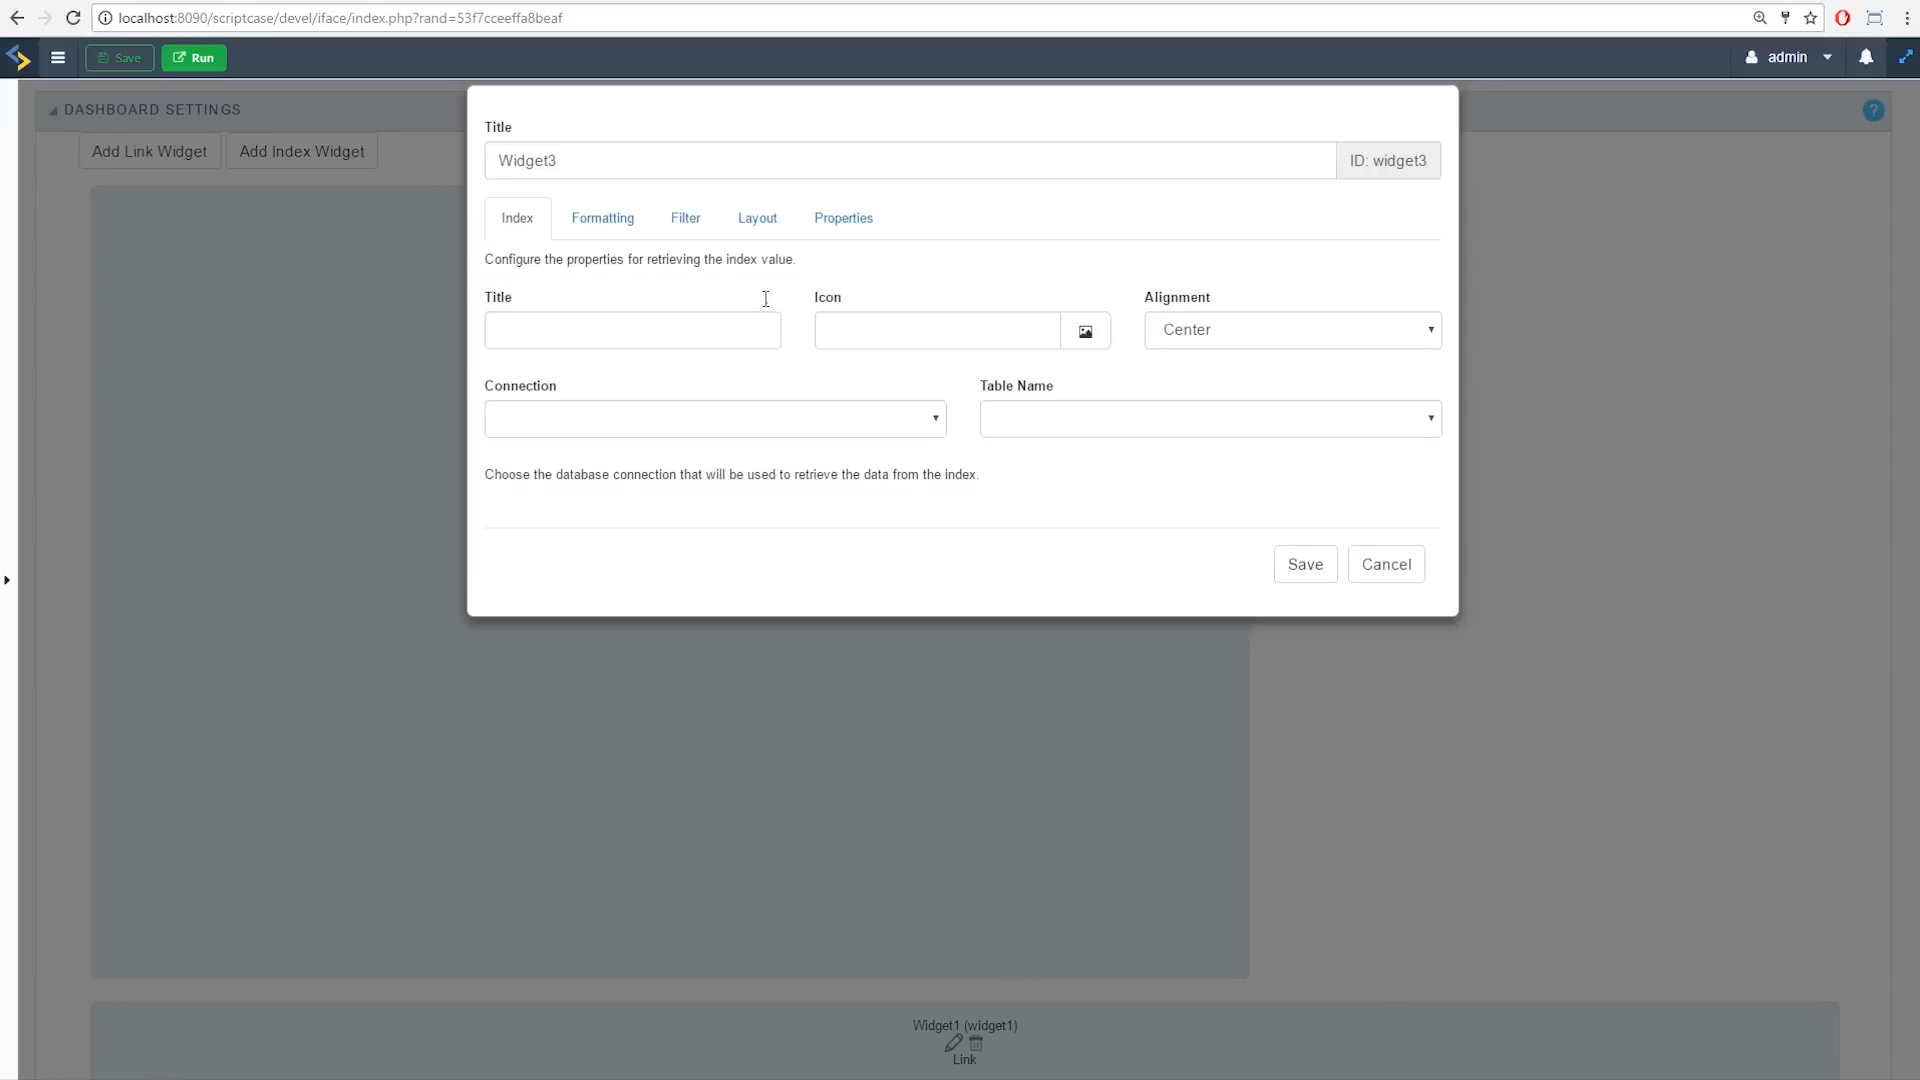 localhost:8090/scriptcase/devel/iface/index.php?rand=53f7cceeffa8beaf
Save Run admin
DASHBOARD SETTINGS ?
Add Link Widget Add Index Widget
Title
Widget3 ID: widget3
Index Formatting Filter Layout Properties
Configure the properties for retrieving the index value.
Title Icon Alignment
Center
Connection Table Name
Choose the database connection that will be used to retrieve the data from the index.
Save Cancel
Widget1 (widget1)
Link